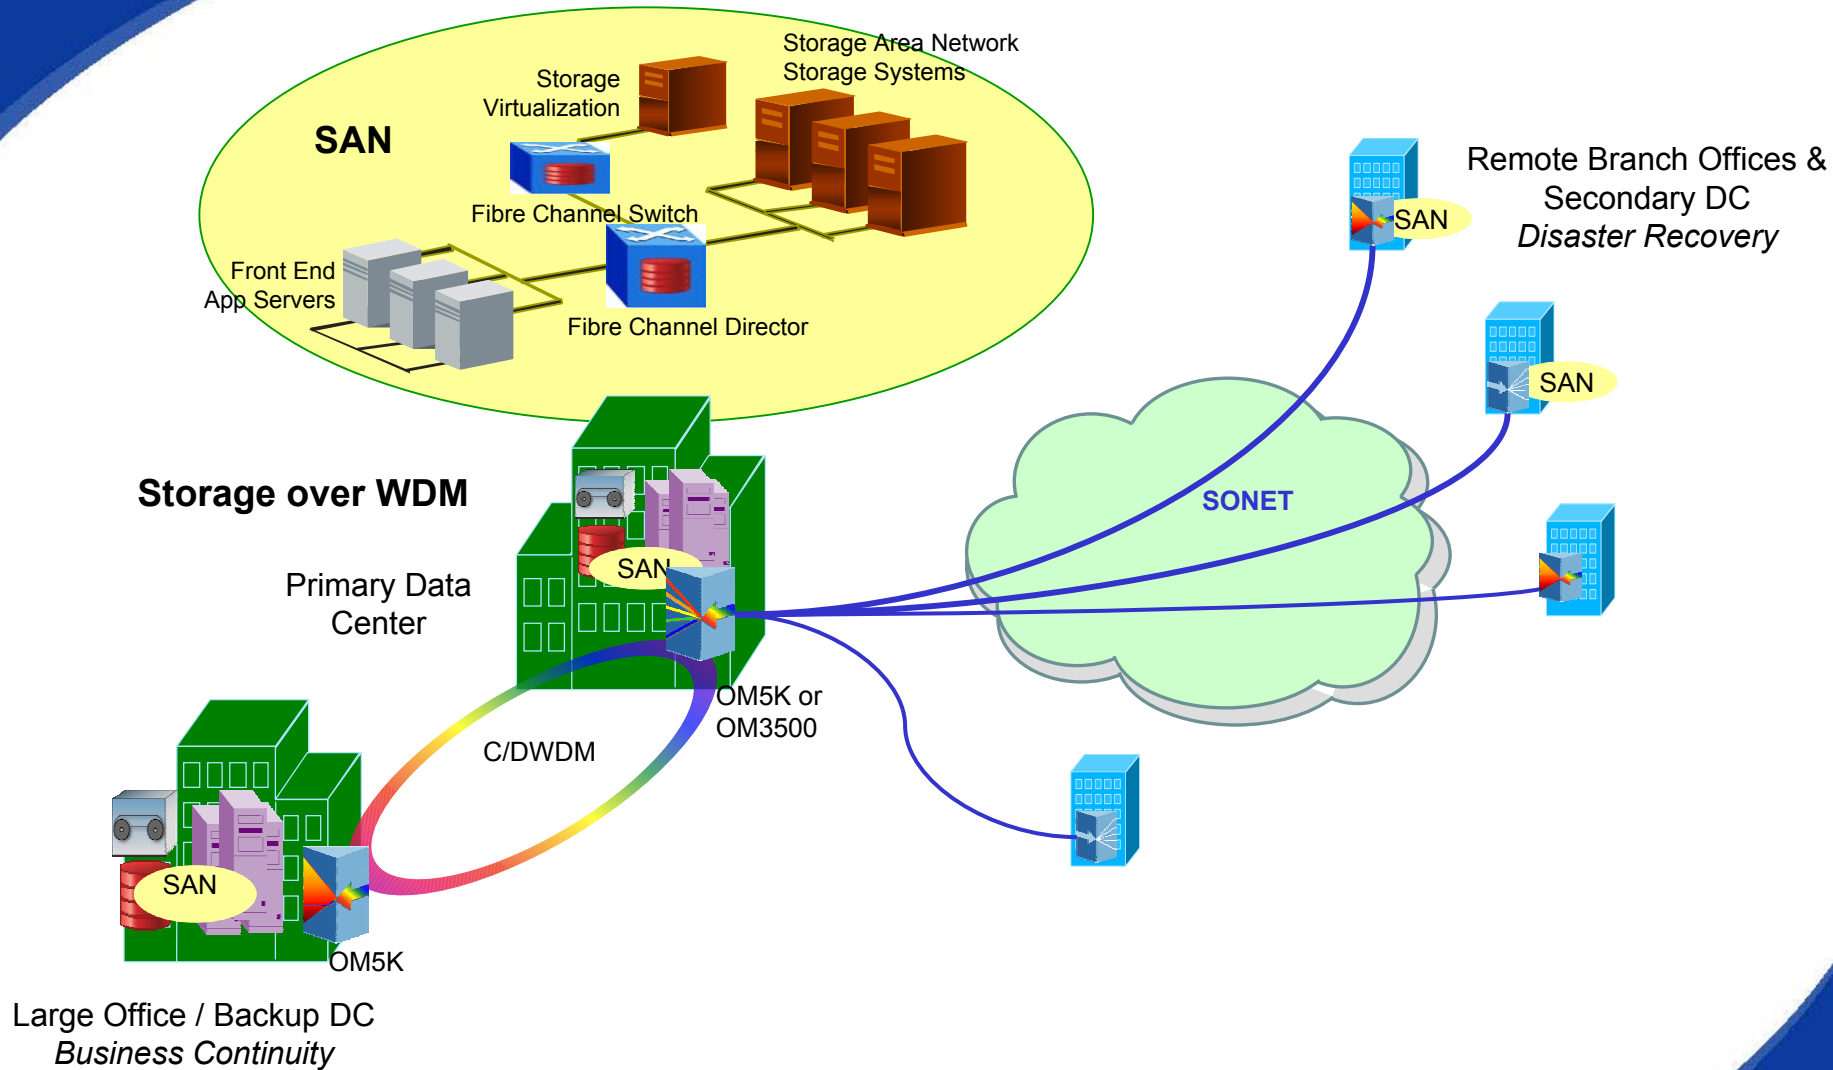 Storage Area Network
Storage Systems
Storage
Virtualization
SAN
Fibre Channel Switch
Front End
App Servers
Fibre Channel Director
Remote Branch Offices &
Secondary DC
Disaster Recovery
SAN
SAN
SONET
Storage over WDM
Primary Data
Center
SAN
OM5K or
OM3500
C/DWDM
SAN
OM5K
Large Office / Backup DC
Business Continuity